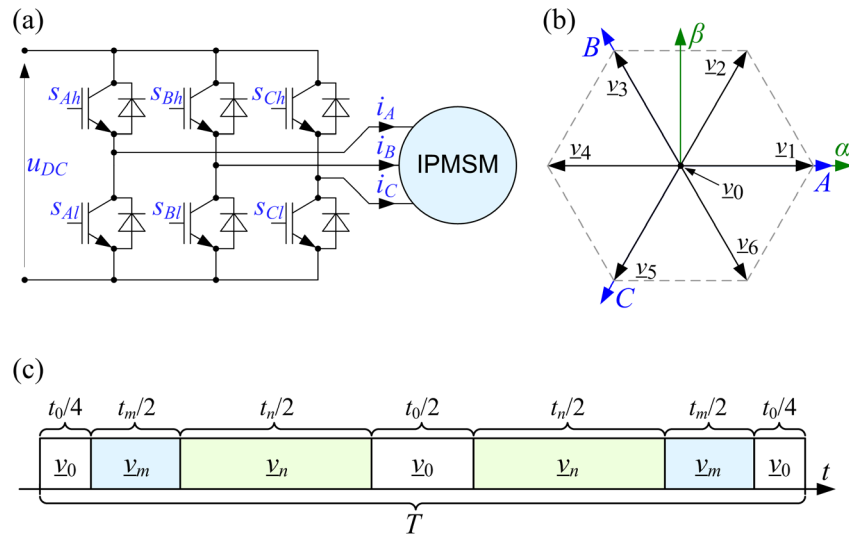 (a)
s_Ah s_Bh s_Ch
i_A
i_B
i_C
IPMSM
u_DC
s_Al s_Bl s_Cl
(b)
B β
v_2
v_3
v_4 v_1 α
v_0 A
v_6
v_5
C
(c)
t_0/4 t_m/2 t_n/2 t_0/2 t_n/2 t_m/2 t_0/4
v_0 v_m v_n v_0 v_n v_m v_0 t
T